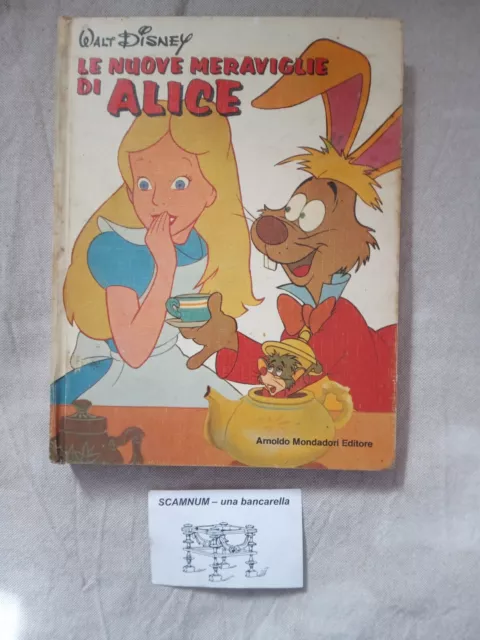 WALT DISNEY
LE NUOVE MERAVIGLIE
DI ALICE
Arnoldo Mondadori Editore
SCAMNUM – una bancarella